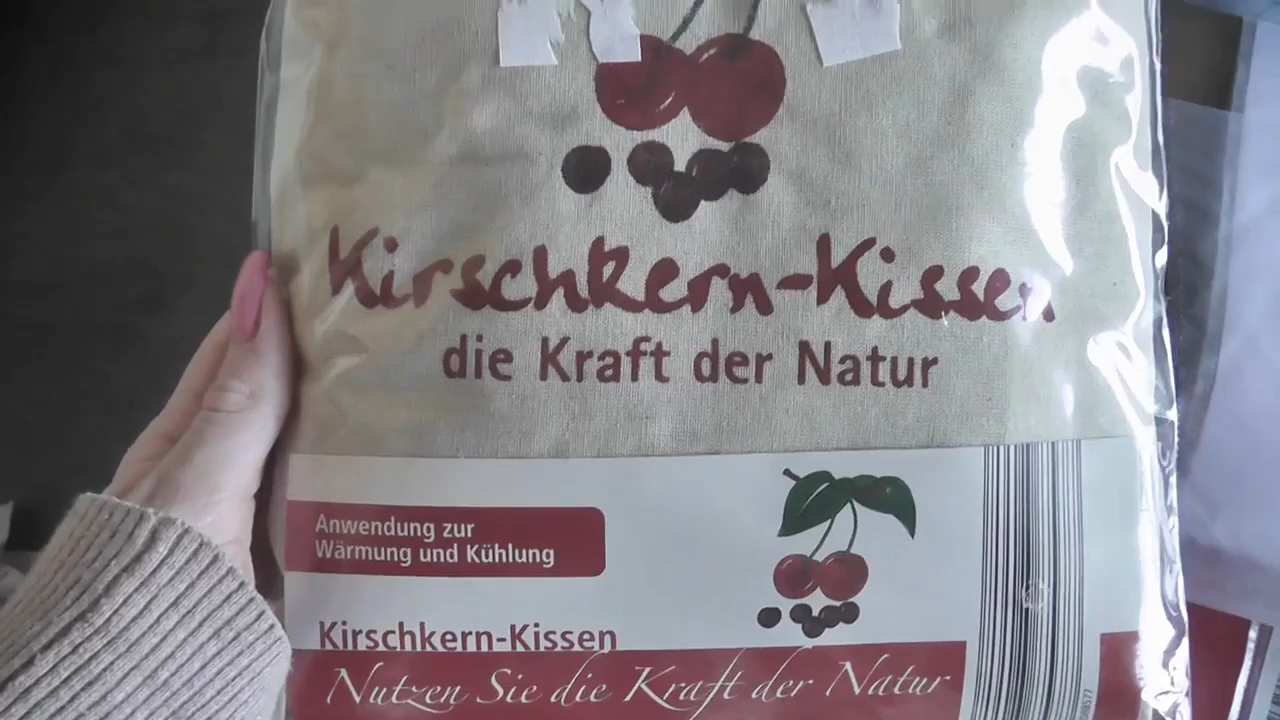 Kirschkern-Kissen
die Kraft der Natur
Anwendung zur
Wärmung und Kühlung
Kirschkern-Kissen
Nutzen Sie die Kraft der Natur